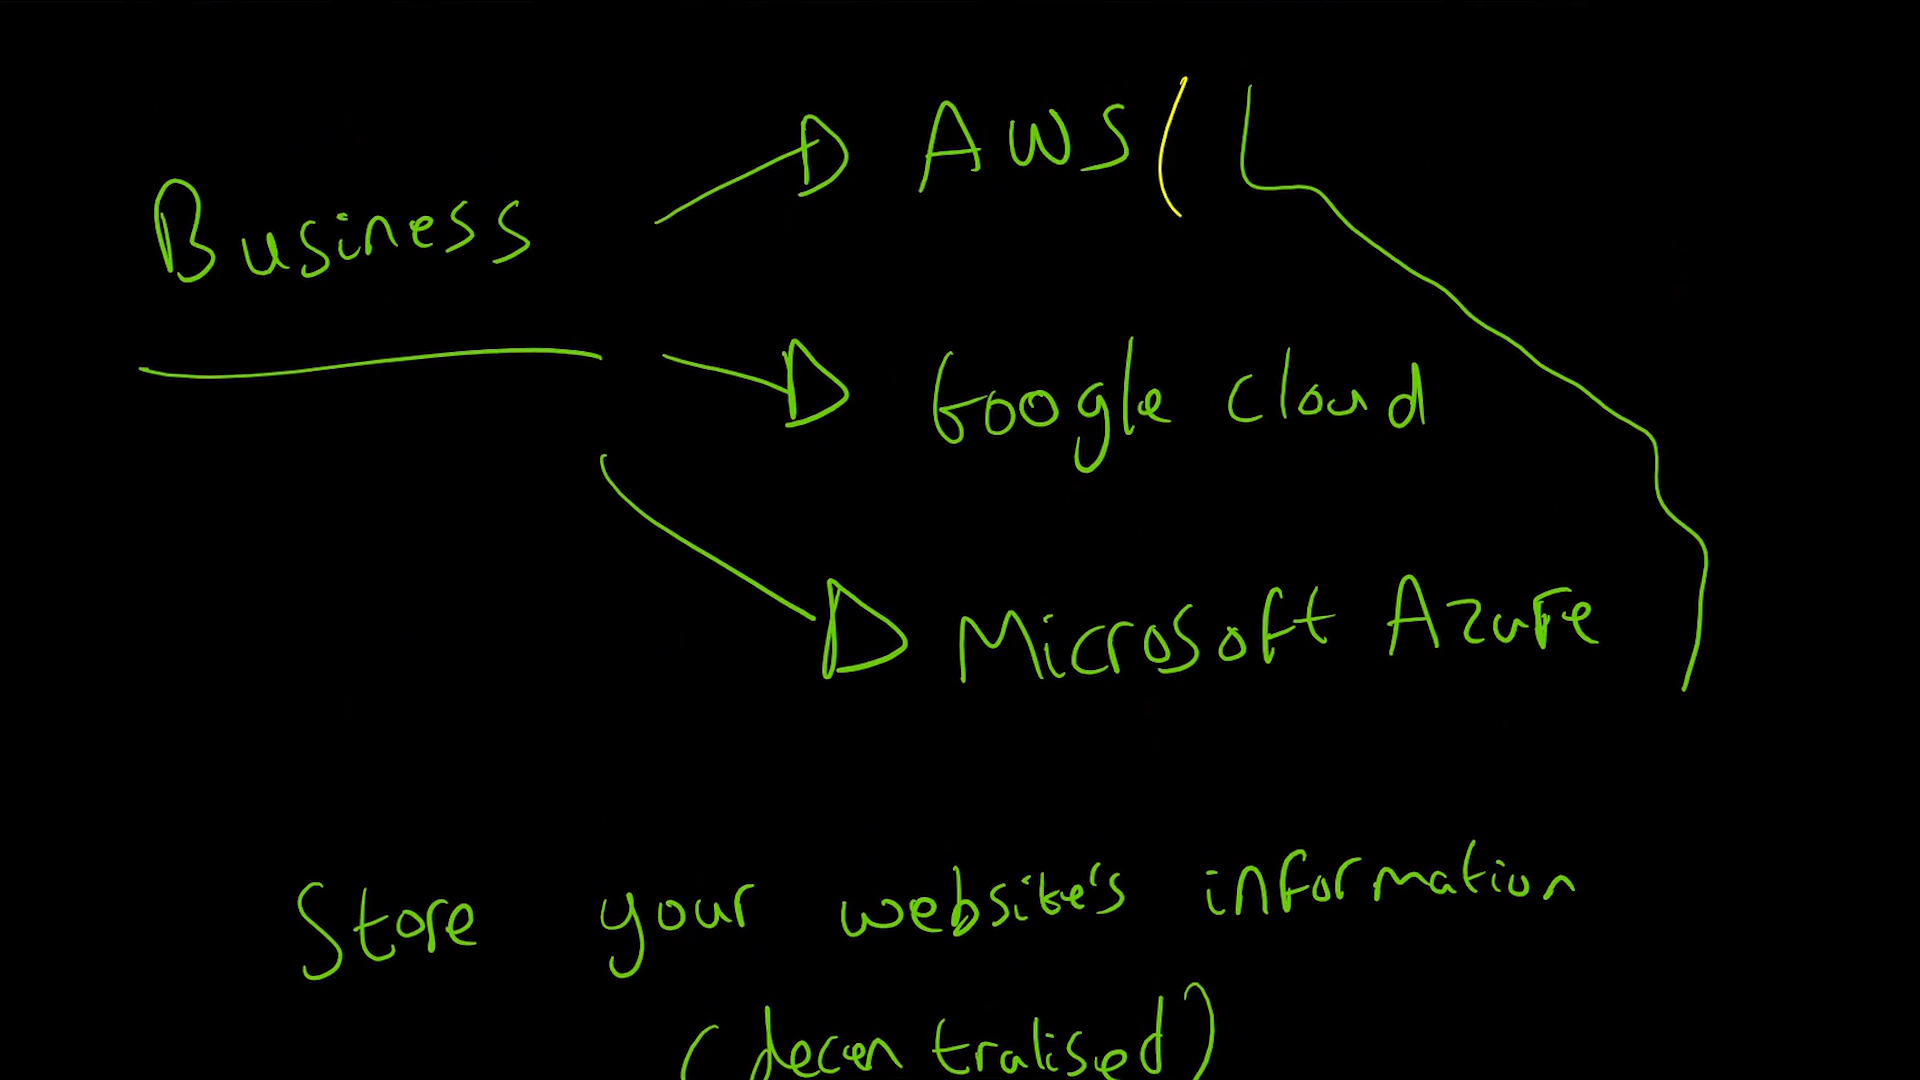 Business
AWS (
Google cloud
Microsoft Azure
Store your website's information
(decentralised)